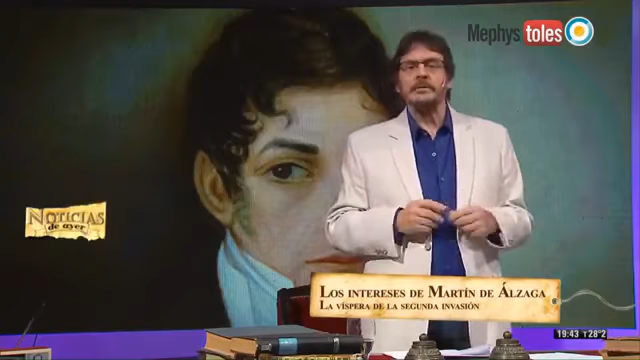 Mephystoles
NOTICIAS
de ayer
LOS INTERESES DE MARTÍN DE ÁLZAGA
LA VÍSPERA DE LA SEGUNDA INVASIÓN
19:43 T28°2